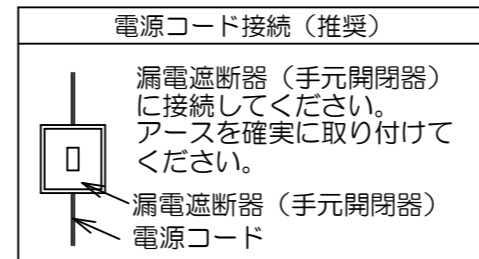 電源コード接続（推奨）
漏電遮断器（手元開閉器）
に接続してください。
アースを確実に取り付けて
ください。
漏電遮断器（手元開閉器）
電源コード